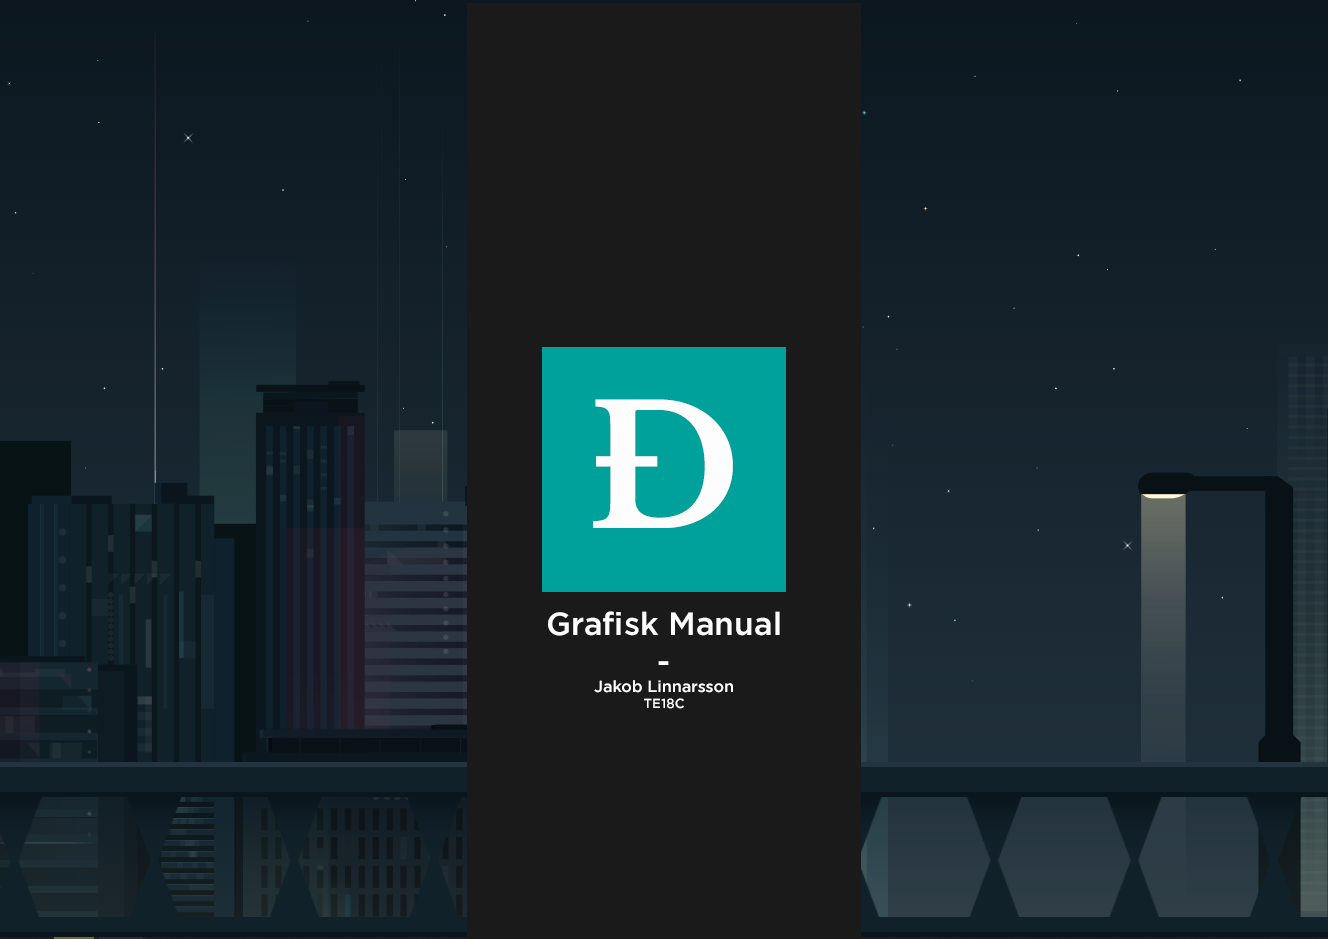 Đ
Grafisk Manual
-
Jakob Linnarsson
TE18C